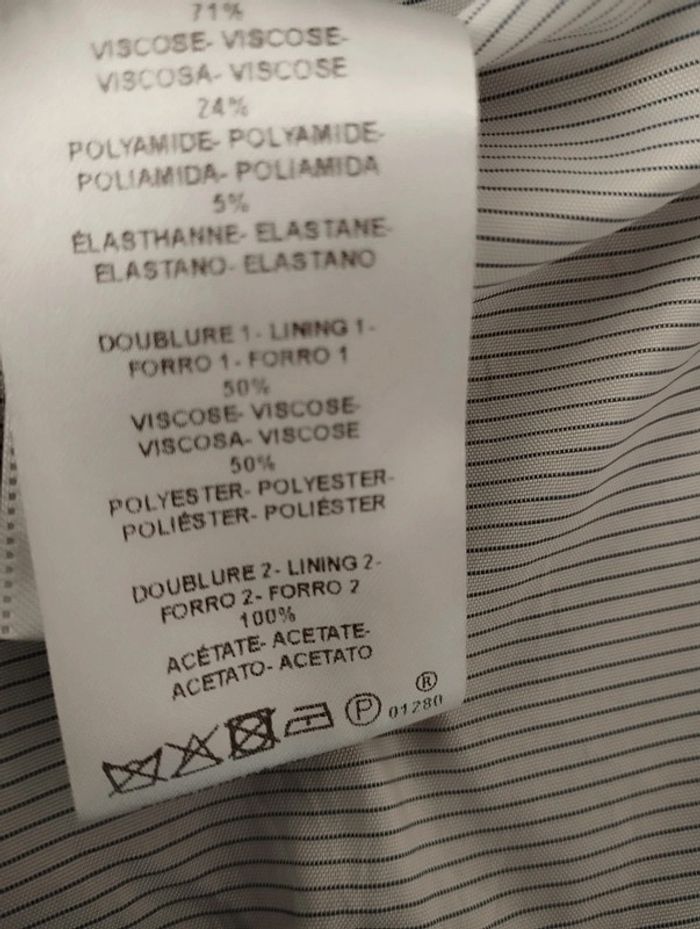 71%
VISCOSE- VISCOSE-
VISCOSA- VISCOSE
24%
POLYAMIDE- POLYAMIDE-
POLIAMIDA- POLIAMIDA
5%
ÉLASTHANNE- ELASTANE-
ELASTANO- ELASTANO
DOUBLURE 1- LINING 1-
FORRO 1- FORRO 1
50%
VISCOSE- VISCOSE-
VISCOSA- VISCOSE
50%
POLYESTER- POLYESTER-
POLIÉSTER- POLIÉSTER
DOUBLURE 2- LINING 2-
FORRO 2- FORRO 2
100%
ACÉTATE- ACETATE-
ACETATO- ACETATO
®
P 01280